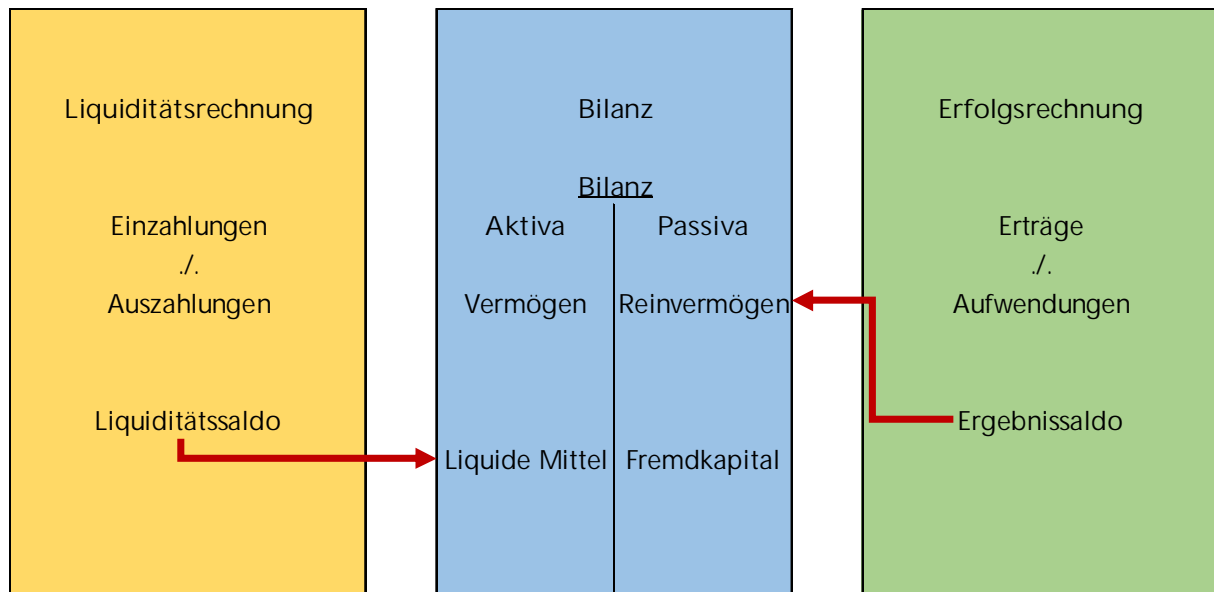 Liquiditätsrechnung
Einzahlungen
./.
Auszahlungen
Liquiditätssaldo
Bilanz
Bilanz
Aktiva Passiva
Vermögen Reinvermögen
Liquide Mittel Fremdkapital
Erfolgsrechnung
Erträge
./.
Aufwendungen
Ergebnissaldo